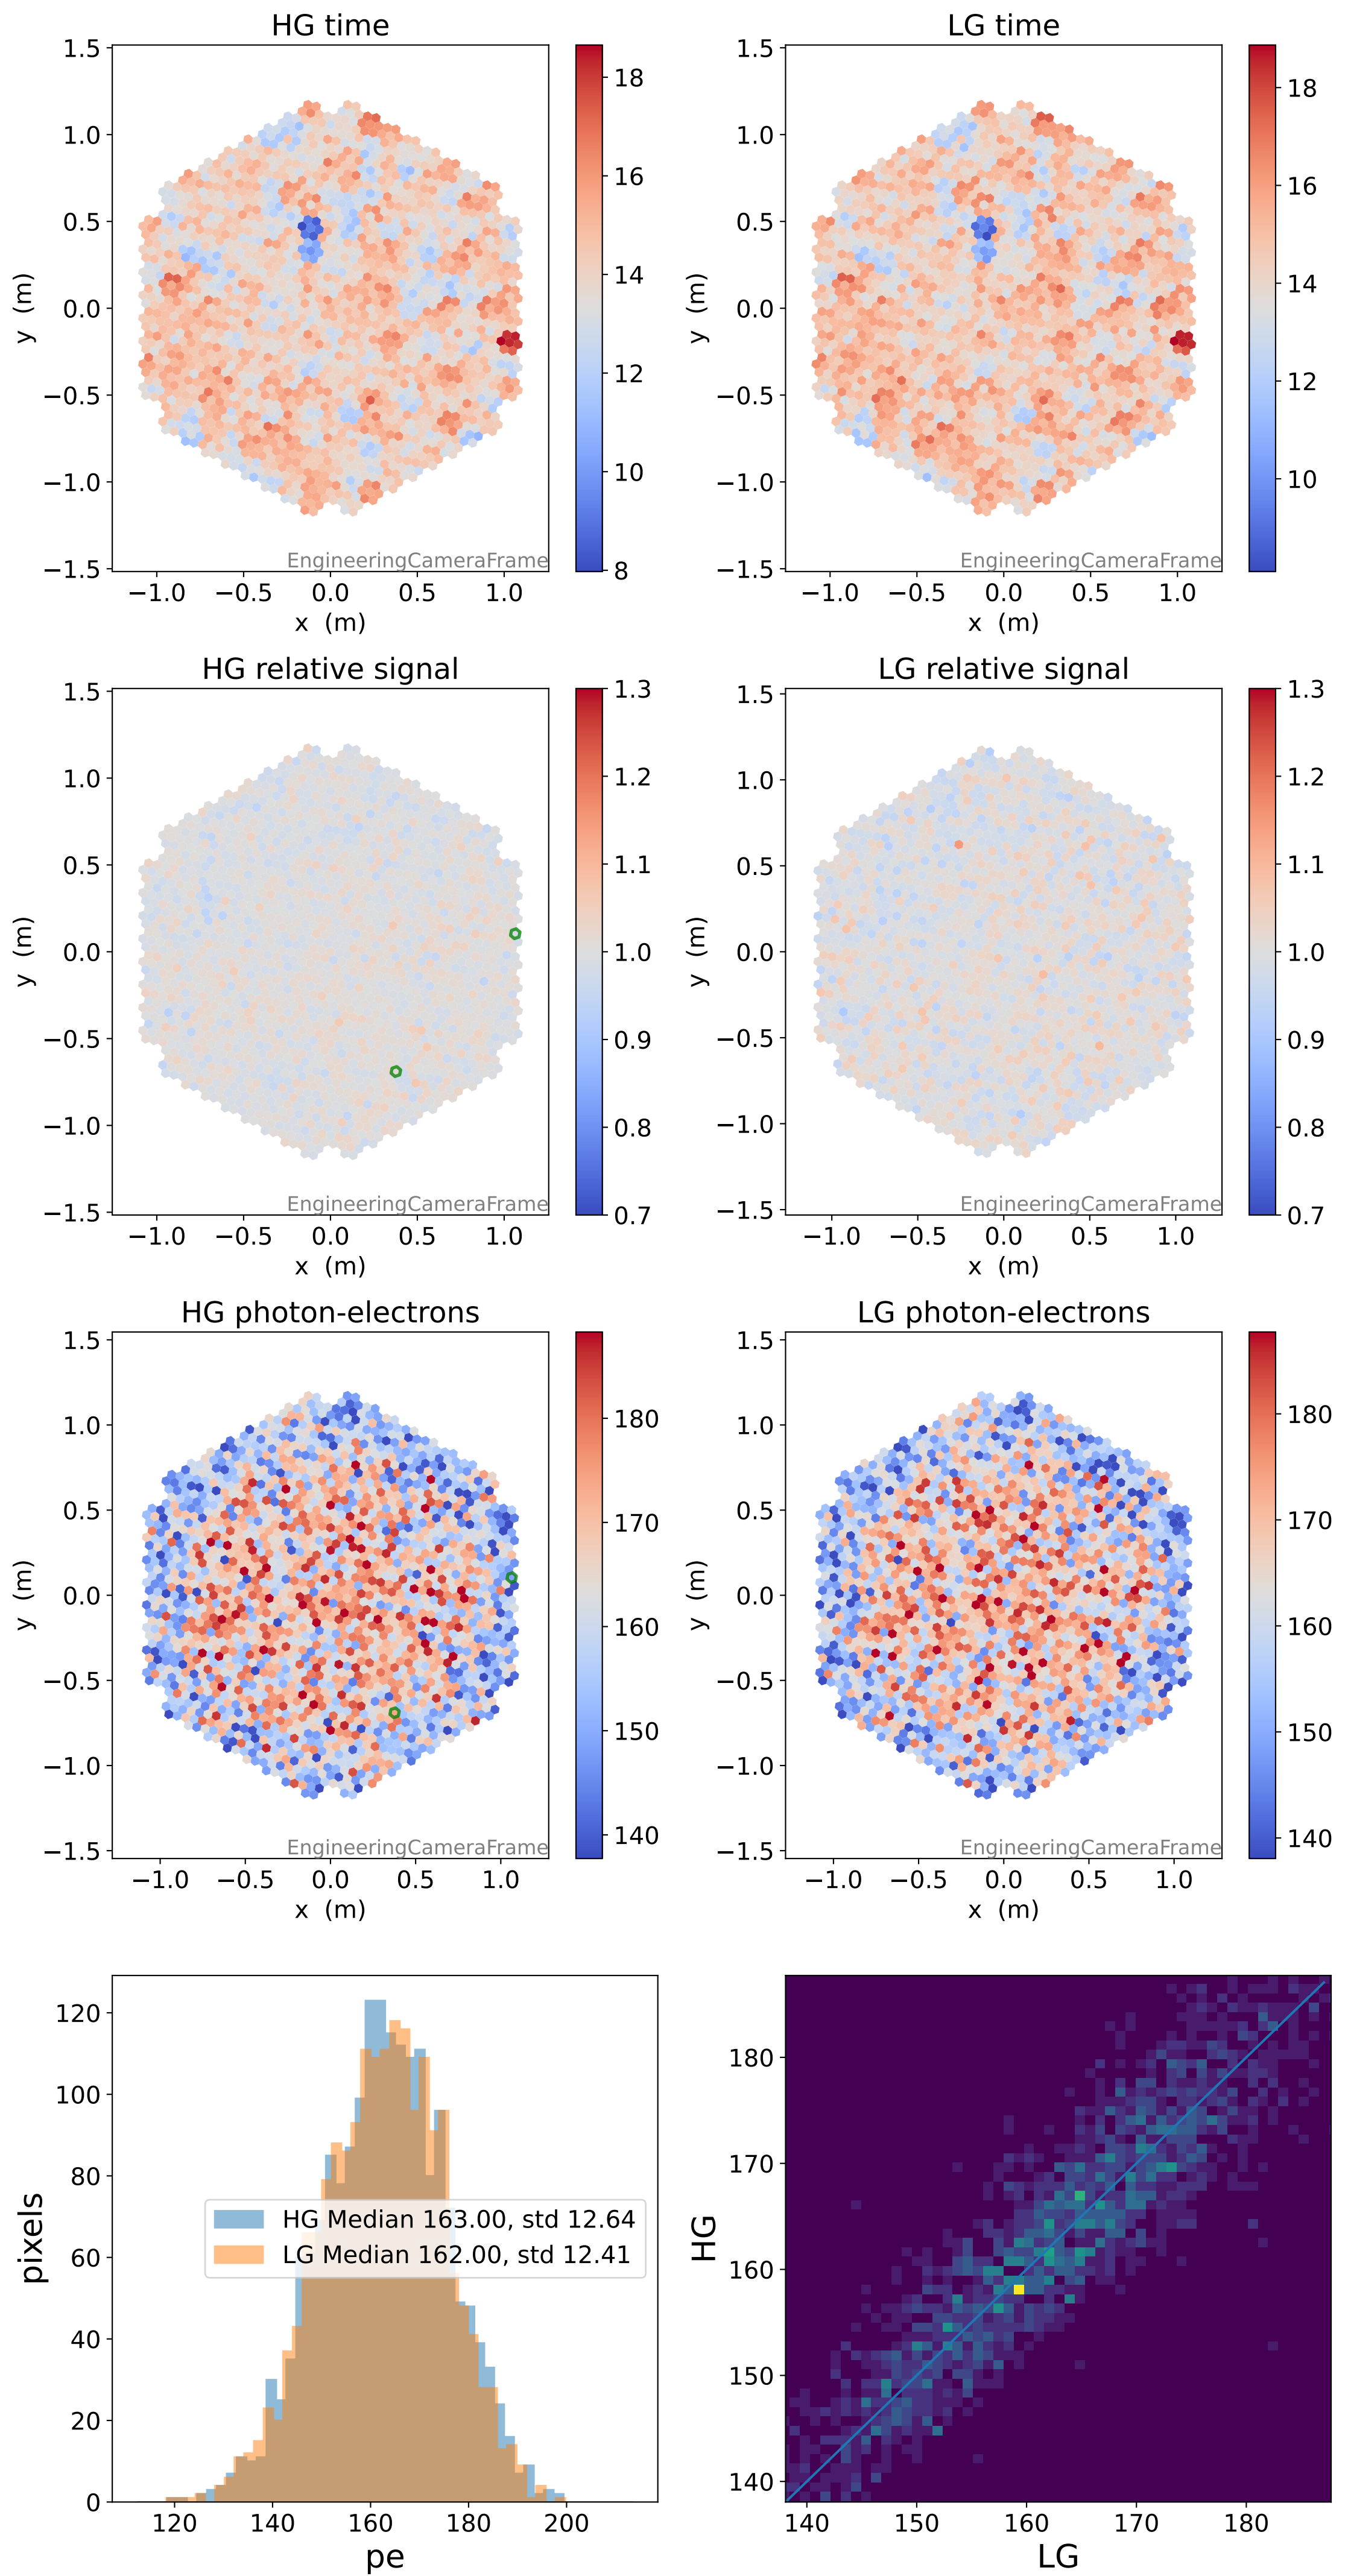 HG time
LG time
1.5
1.0
0.5
0.0
−0.5
−1.0
−1.5
y (m)
−1.0 −0.5 0.0 0.5 1.0
x (m)
EngineeringCameraFrame
18
16
14
12
10
8
1.5
1.0
0.5
0.0
−0.5
−1.0
−1.5
y (m)
−1.0 −0.5 0.0 0.5 1.0
x (m)
EngineeringCameraFrame
18
16
14
12
10
HG relative signal
LG relative signal
1.5
1.0
0.5
0.0
−0.5
−1.0
−1.5
y (m)
−1.0 −0.5 0.0 0.5 1.0
x (m)
EngineeringCameraFrame
1.3
1.2
1.1
1.0
0.9
0.8
0.7
1.5
1.0
0.5
0.0
−0.5
−1.0
−1.5
y (m)
−1.0 −0.5 0.0 0.5 1.0
x (m)
EngineeringCameraFrame
1.3
1.2
1.1
1.0
0.9
0.8
0.7
HG photon-electrons
LG photon-electrons
1.5
1.0
0.5
0.0
−0.5
−1.0
−1.5
y (m)
−1.0 −0.5 0.0 0.5 1.0
x (m)
EngineeringCameraFrame
180
170
160
150
140
1.5
1.0
0.5
0.0
−0.5
−1.0
−1.5
y (m)
−1.0 −0.5 0.0 0.5 1.0
x (m)
EngineeringCameraFrame
180
170
160
150
140
120
100
80
60
40
20
0
pixels
HG Median 163.00, std 12.64
LG Median 162.00, std 12.41
120 140 160 180 200
pe
180
170
160
150
140
HG
140 150 160 170 180
LG